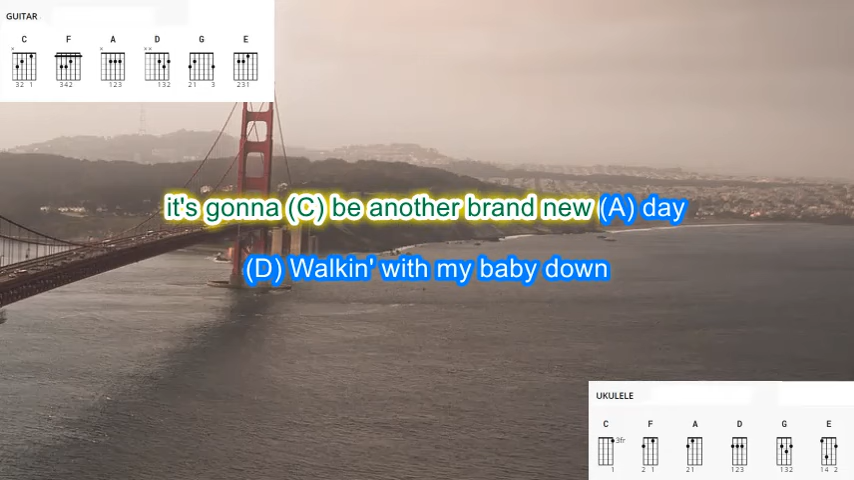 GUITAR
C F A D G E
x x xx
32 1 342 123 132 21 3 231
it's gonna (C) be another brand new (A) day
(D) Walkin' with my baby down
UKULELE
C F A D G E
3fr
1 2 1 21 123 132 14 2